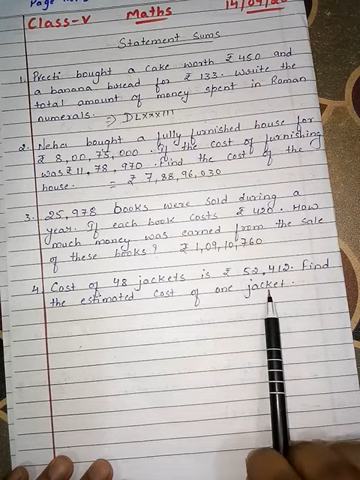 Class-V Maths 14/09/20
Statement Sums
1. Preeti bought a cake worth ₹ 450 and
a banana bread for ₹ 133. Write the
total amount of money spent in Roman
numerals. ⇒ DLXXXIII
2. Neha bought a fully furnished house for
₹ 8,00,75,000. If the cost of furnishing
was ₹ 11,78,970. Find the cost of the
house. = ₹ 7,88,96,030
3. 25,978 books were sold during a
year. If each book costs ₹ 420. How
much money was earned from the sale
of these books? ₹ 1,09,10,760
4. Cost of 48 jackets is ₹ 52,412. Find
the estimated cost of one jacket.